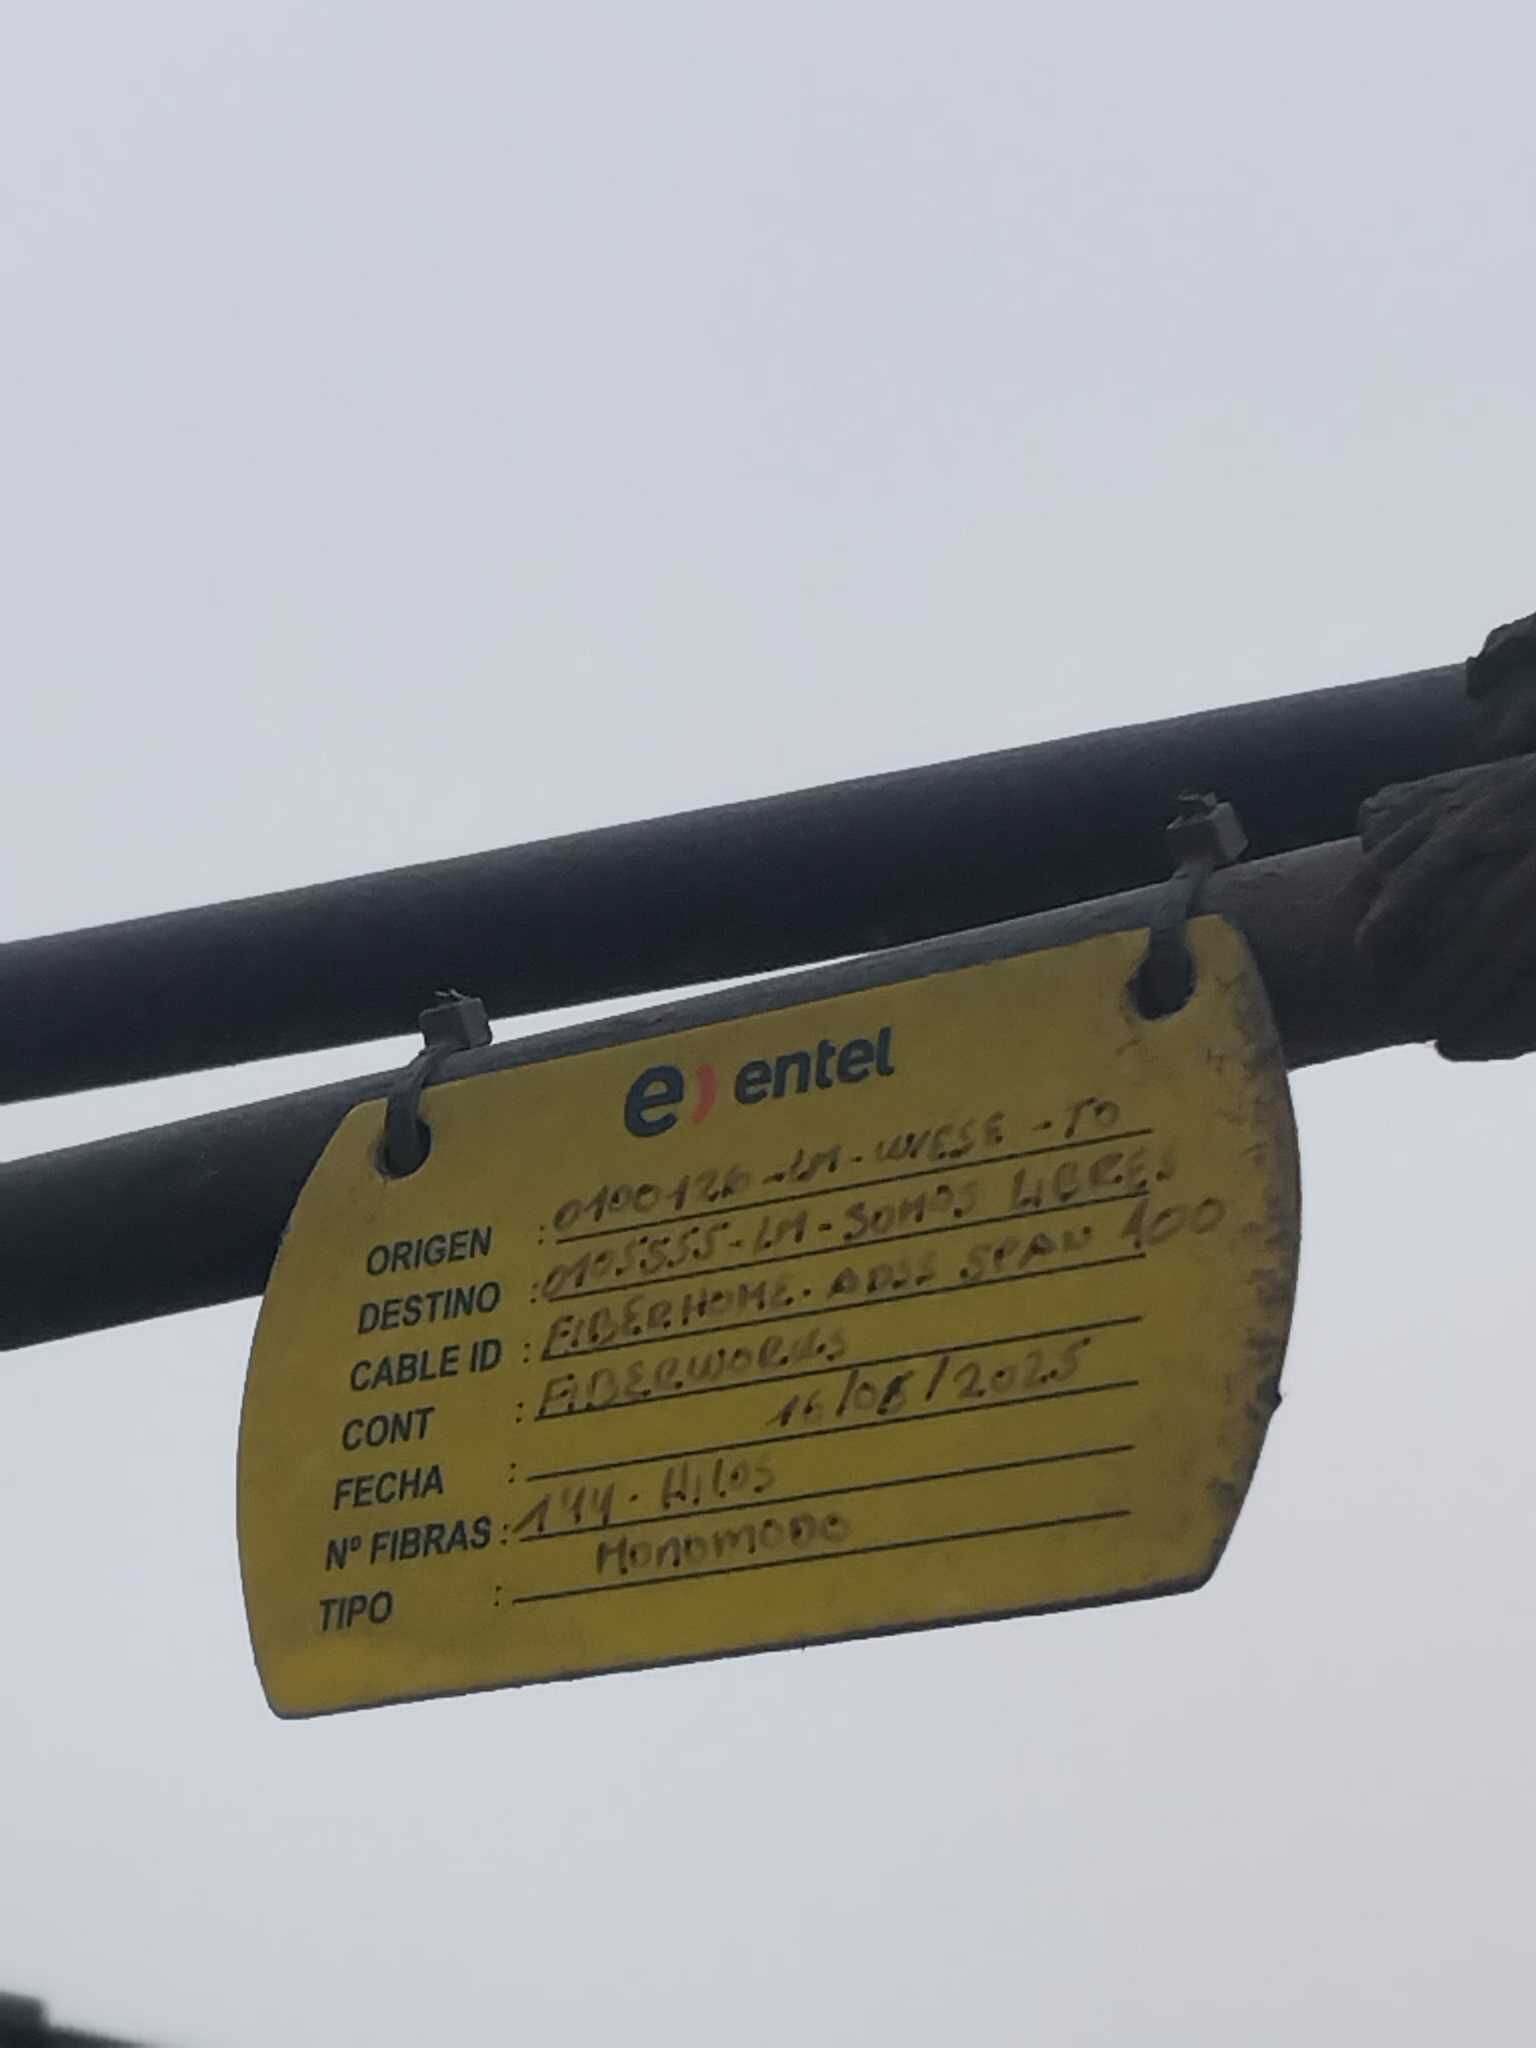 e) entel
ORIGEN : 0100126-LM-WIESE-TO
DESTINO : 0105555-LM-SOMOS LIBRES
CABLE ID : FIBERHOME. ADSS SPAN 100
CONT : FIBERWORKS
FECHA : 16/08/2025
Nº FIBRAS : 144. HILOS
TIPO : MONOMODO